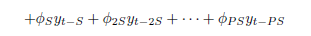 +ϕ_S y_{t−S} + ϕ_{2S} y_{t−2S} + ⋯ + ϕ_{PS} y_{t−PS}